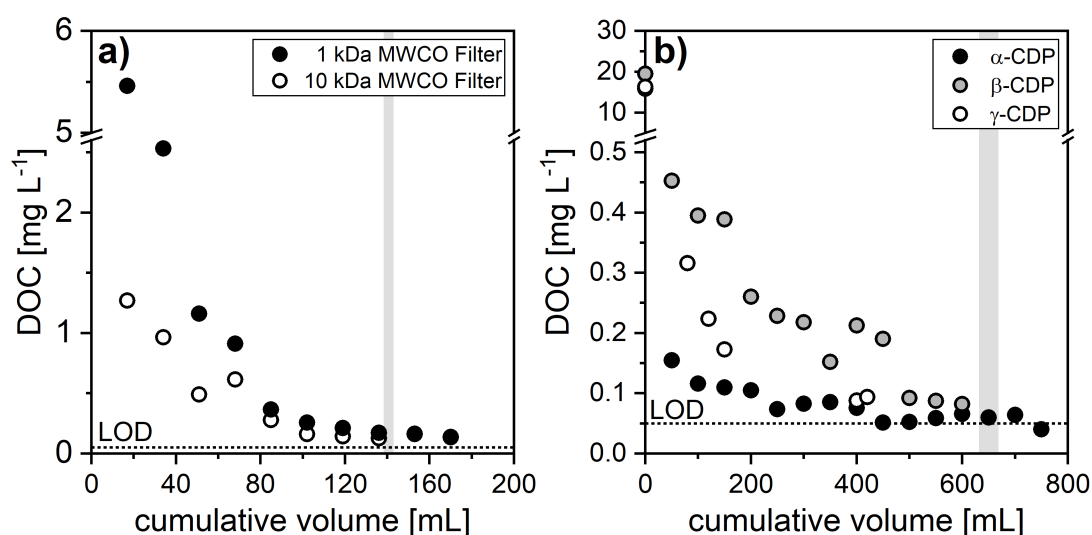 a)
1 kDa MWCO Filter
10 kDa MWCO Filter
DOC [mg L⁻¹]
6
5
2
1
0
LOD
0 40 80 120 160 200
cumulative volume [mL]
b)
α-CDP
β-CDP
γ-CDP
DOC [mg L⁻¹]
30
20
10
0.5
0.4
0.3
0.2
0.1
0.0
LOD
0 200 400 600 800
cumulative volume [mL]